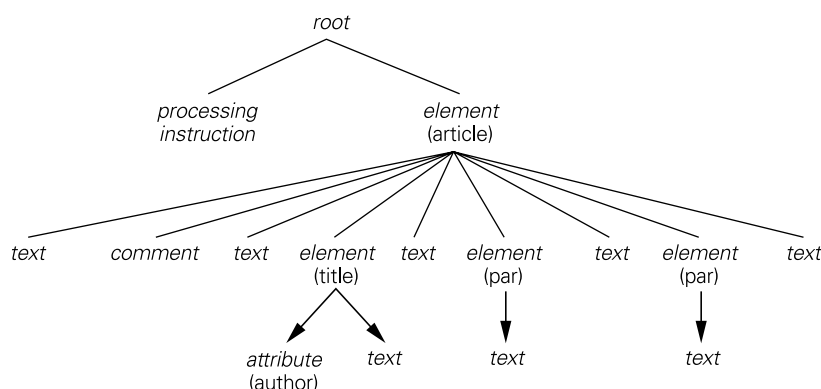 root
processing
instruction
element
(article)
text
comment
text
element
(title)
text
element
(par)
text
element
(par)
text
attribute
(author)
text
text
text